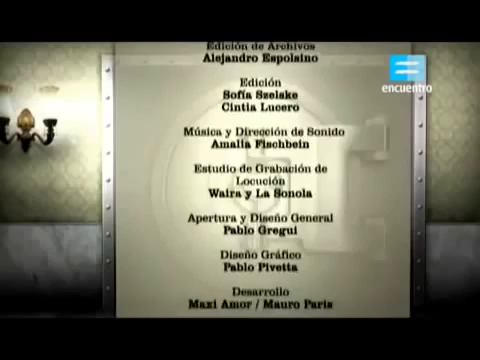 Edición de Archivos
Alejandro Espolsino
Edición
Sofía Szelske
Cintia Lucero
Música y Dirección de Sonido
Amalia Fischbein
Estudio de Grabación de
Locución
Waira y La Sonola
Apertura y Diseño General
Pablo Gregui
Diseño Gráfico
Pablo Pivetta
Desarrollo
Maxi Amor / Mauro Paris
encuentro